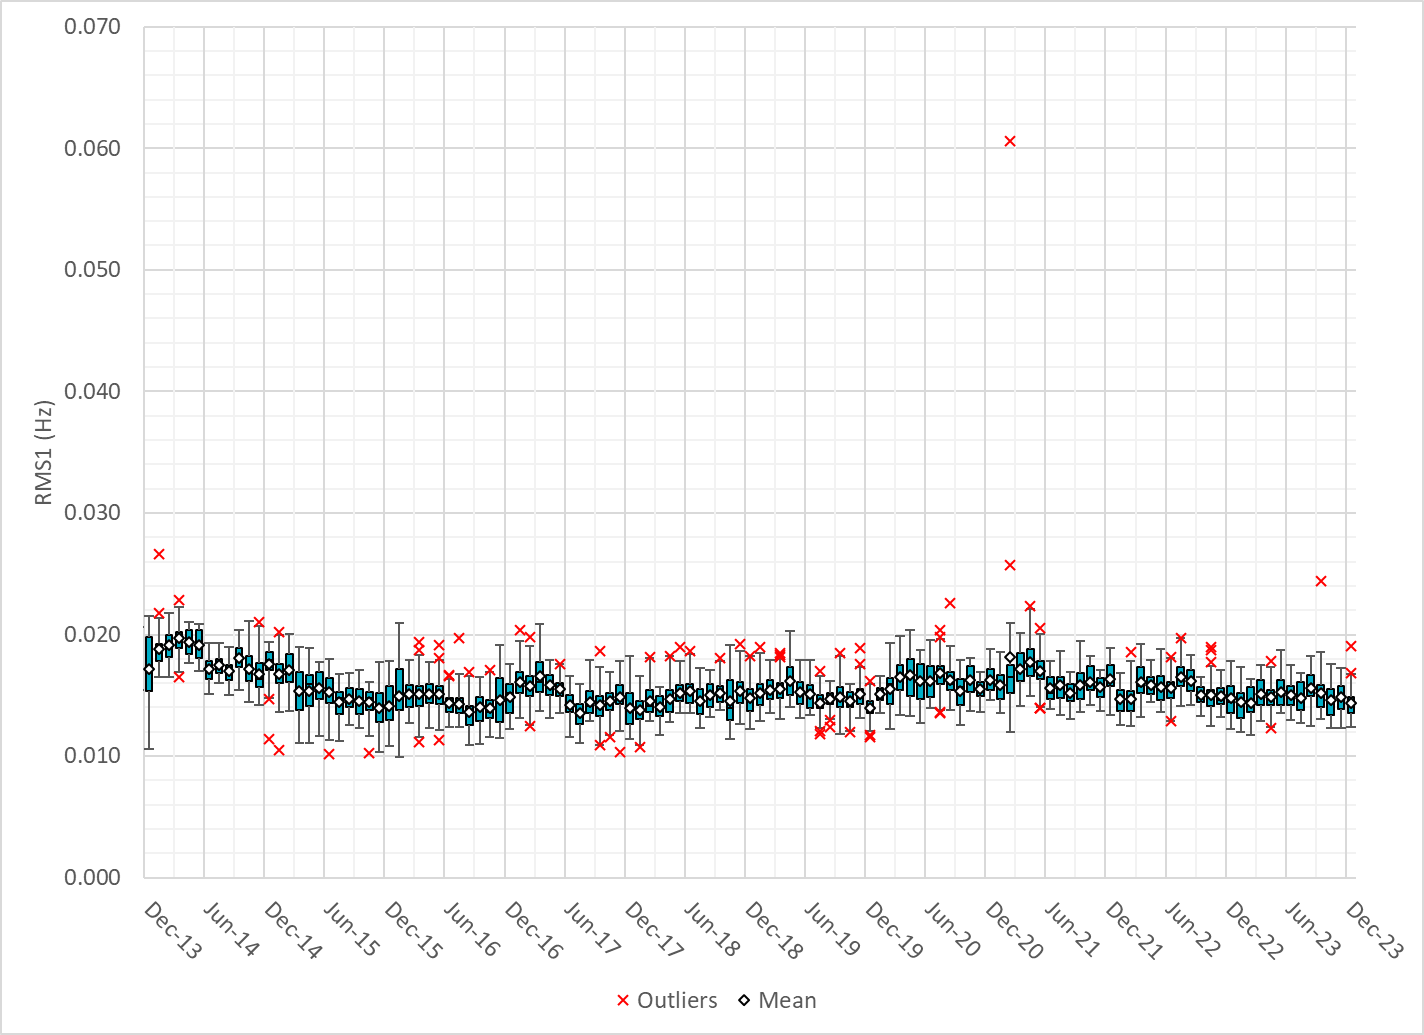 0.070
0.060
0.050
0.040
0.030
0.020
0.010
0.000
RMS1 (Hz)
Dec-13
Jun-14
Dec-14
Jun-15
Dec-15
Jun-16
Dec-16
Jun-17
Dec-17
Jun-18
Dec-18
Jun-19
Dec-19
Jun-20
Dec-20
Jun-21
Dec-21
Jun-22
Dec-22
Jun-23
Dec-23
Outliers Mean